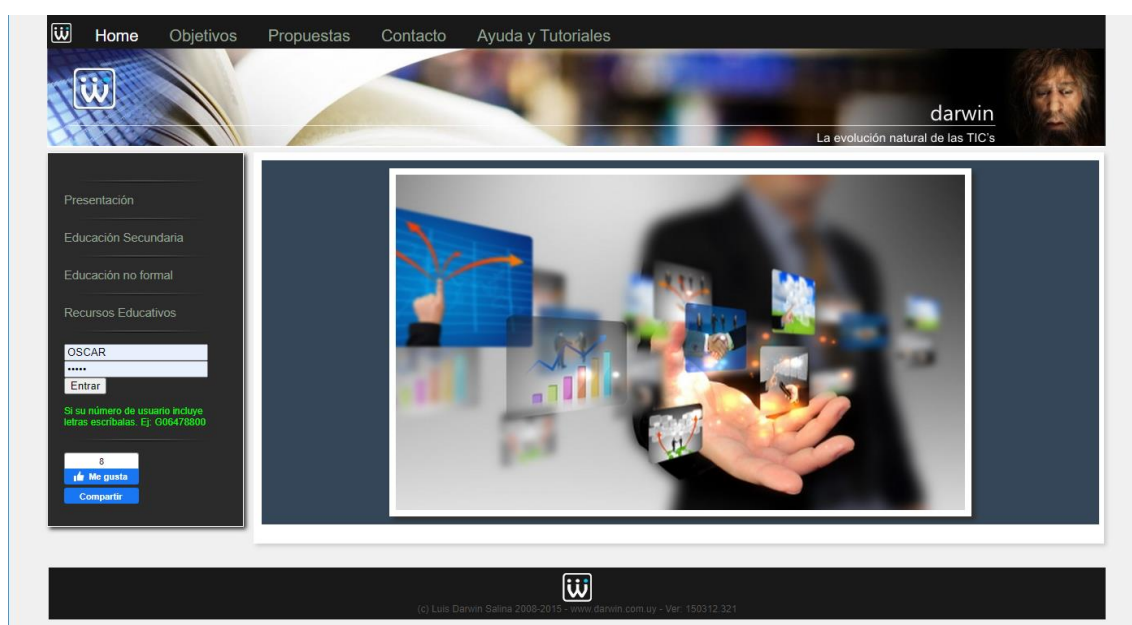 Home Objetivos Propuestas Contacto Ayuda y Tutoriales
darwin
La evolución natural de las TIC's
Presentación
Educación Secundaria
Educación no formal
Recursos Educativos
OSCAR
•••••
Entrar
Si su número de usuario incluye
letras escríbalas. Ej: G06478800
8
Me gusta
Compartir
(c) Luis Darwin Salina 2008-2015 - www.darwin.com.uy - Ver: 150312.321